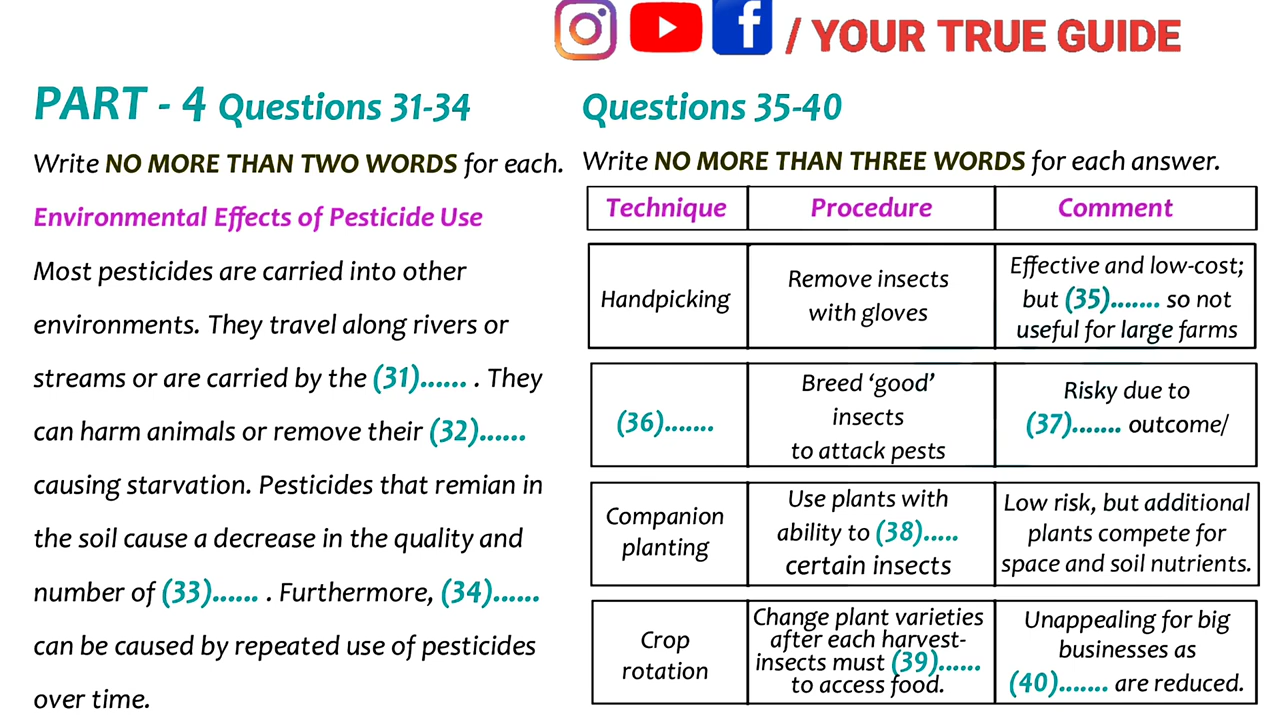 / YOUR TRUE GUIDE
PART - 4 Questions 31-34
Write NO MORE THAN TWO WORDS for each.
Environmental Effects of Pesticide Use
Most pesticides are carried into other
environments. They travel along rivers or
streams or are carried by the (31)...... . They
can harm animals or remove their (32)......
causing starvation. Pesticides that remian in
the soil cause a decrease in the quality and
number of (33)...... . Furthermore, (34)......
can be caused by repeated use of pesticides
over time.
Questions 35-40
Write NO MORE THAN THREE WORDS for each answer.
Technique
Procedure
Comment
Handpicking
Remove insects
with gloves
Effective and low-cost;
but (35)....... so not
useful for large farms
(36).......
Breed ‘good’
insects
to attack pests
Risky due to
(37)....... outcome/
Companion
planting
Use plants with
ability to (38).....
certain insects
Low risk, but additional
plants compete for
space and soil nutrients.
Crop
rotation
Change plant varieties
after each harvest-
insects must (39)......
to access food.
Unappealing for big
businesses as
(40)....... are reduced.